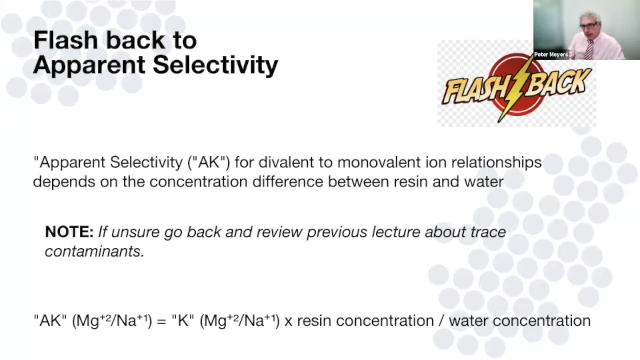 Flash back to
Apparent Selectivity
Peter Meyers
FLASH BACK
"Apparent Selectivity ("AK") for divalent to monovalent ion relationships
depends on the concentration difference between resin and water
NOTE: If unsure go back and review previous lecture about trace
contaminants.
"AK" (Mg⁺²/Na⁺¹) = "K" (Mg⁺²/Na⁺¹) x resin concentration / water concentration